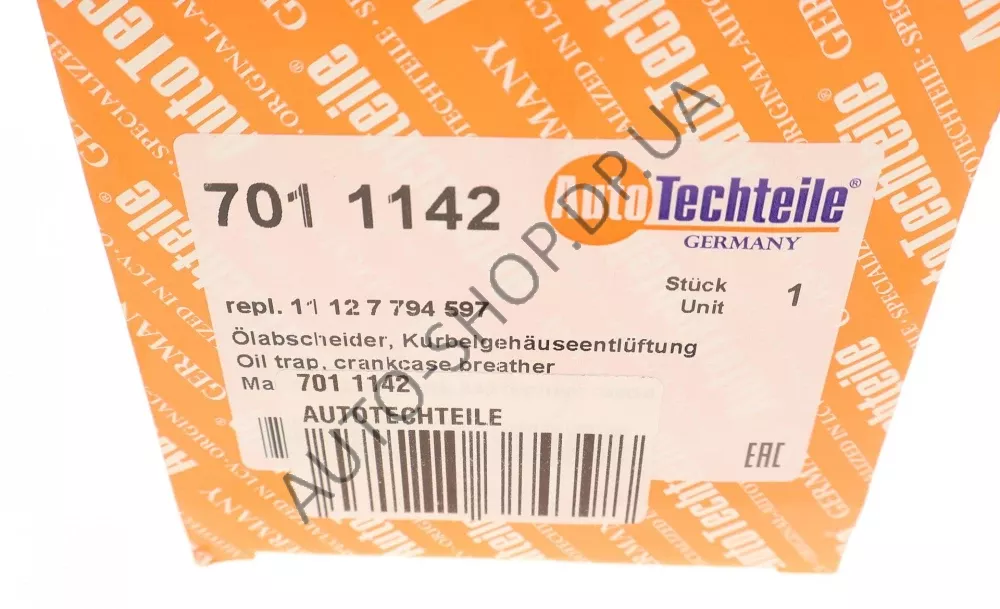 701 1142
AutoTechteile®
GERMANY
Stück
Unit
1
repl. 11 12 7 794 597
Ölabscheider, Kurbelgehäuseentlüftung
Oil trap, crankcase breather
Ma
701 1142
AUTOTECHTEILE
EAC
AUTO-SHOP.DP.UA